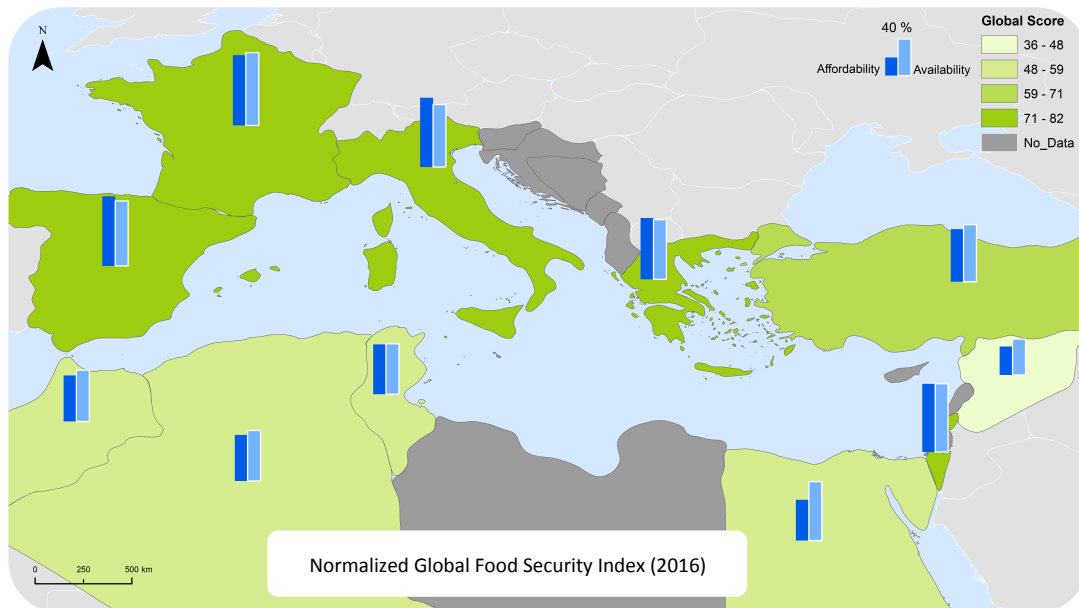 N
40 %
Affordability
Availability
Global Score
36 - 48
48 - 59
59 - 71
71 - 82
No_Data
Normalized Global Food Security Index (2016)
0 250 500 km